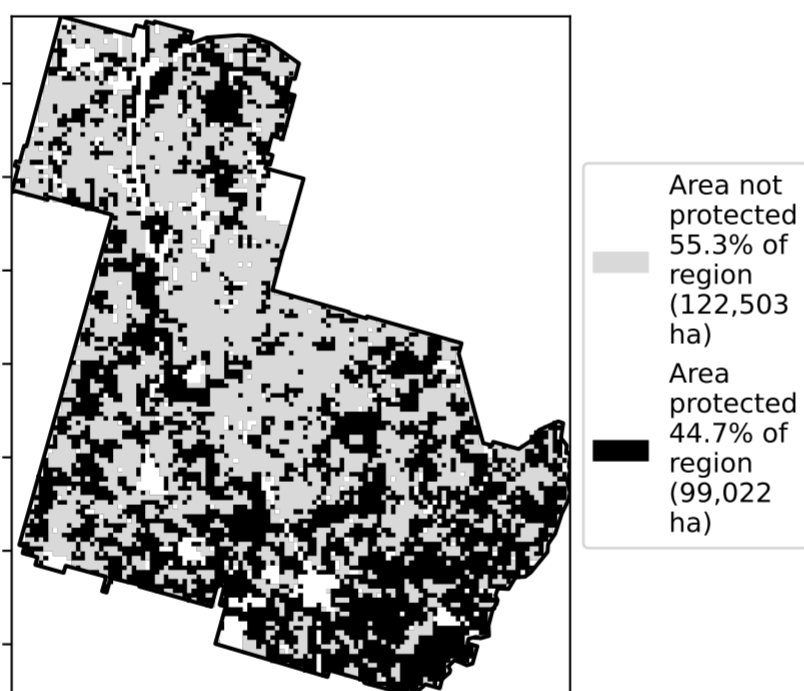 Area not
protected
55.3% of
region
(122,503
ha)
Area
protected
44.7% of
region
(99,022
ha)